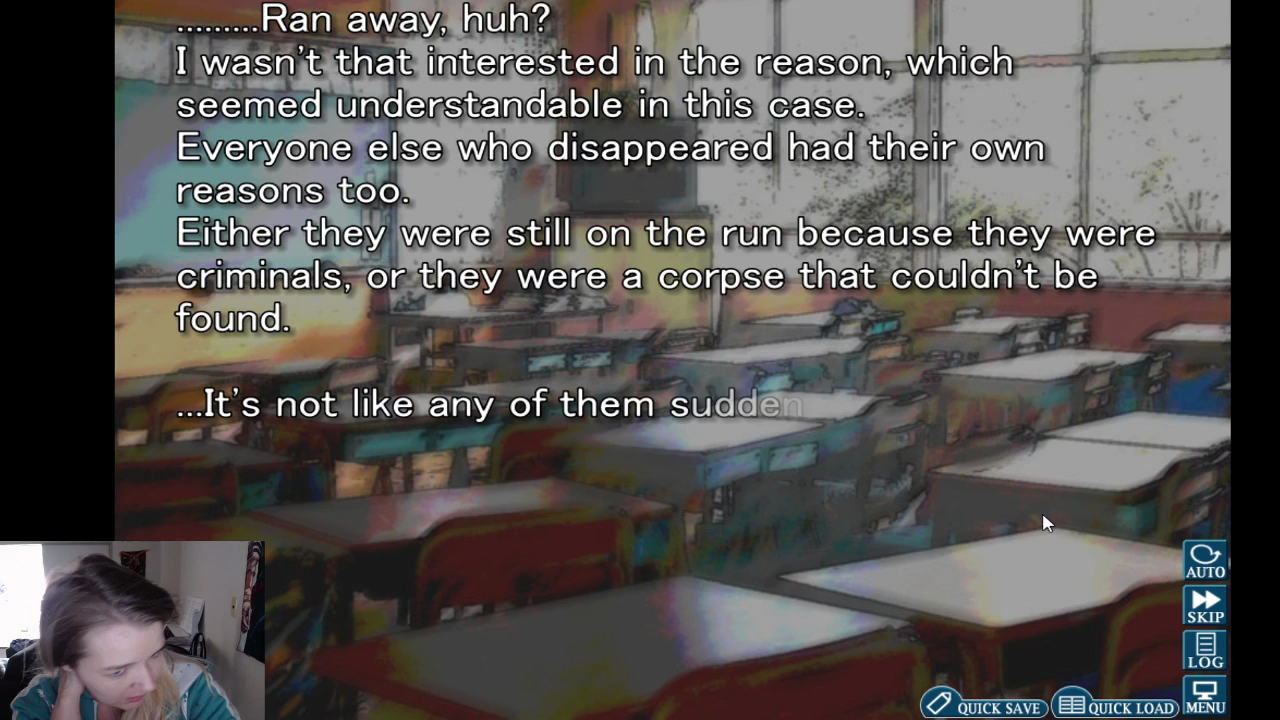 .........Ran away, huh?
I wasn't that interested in the reason, which
seemed understandable in this case.
Everyone else who disappeared had their own
reasons too.
Either they were still on the run because they were
criminals, or they were a corpse that couldn't be
found.
...It's not like any of them sudden
AUTO
SKIP
LOG
QUICK SAVE
QUICK LOAD
MENU